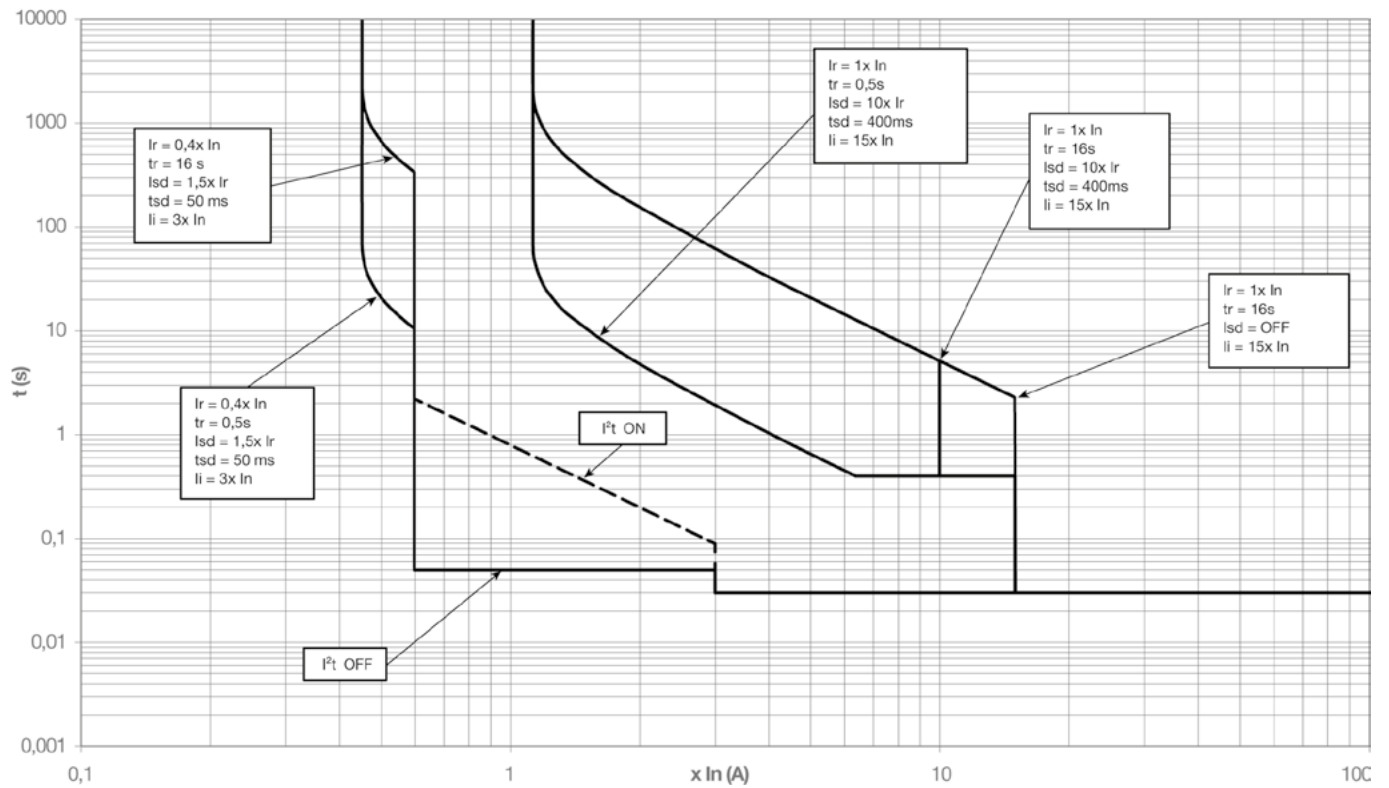 10000
1000
100
10
1
0,1
0,01
0,001
t (s)
0,1
1
x In (A)
10
100
Ir = 0,4x In
tr = 16 s
Isd = 1,5x Ir
tsd = 50 ms
Ii = 3x In
Ir = 0,4x In
tr = 0,5s
Isd = 1,5x Ir
tsd = 50 ms
Ii = 3x In
Ir = 1x In
tr = 0,5s
Isd = 10x Ir
tsd = 400ms
Ii = 15x In
Ir = 1x In
tr = 16s
Isd = 10x Ir
tsd = 400ms
Ii = 15x In
Ir = 1x In
tr = 16s
Isd = OFF
Ii = 15x In
I²t ON
I²t OFF